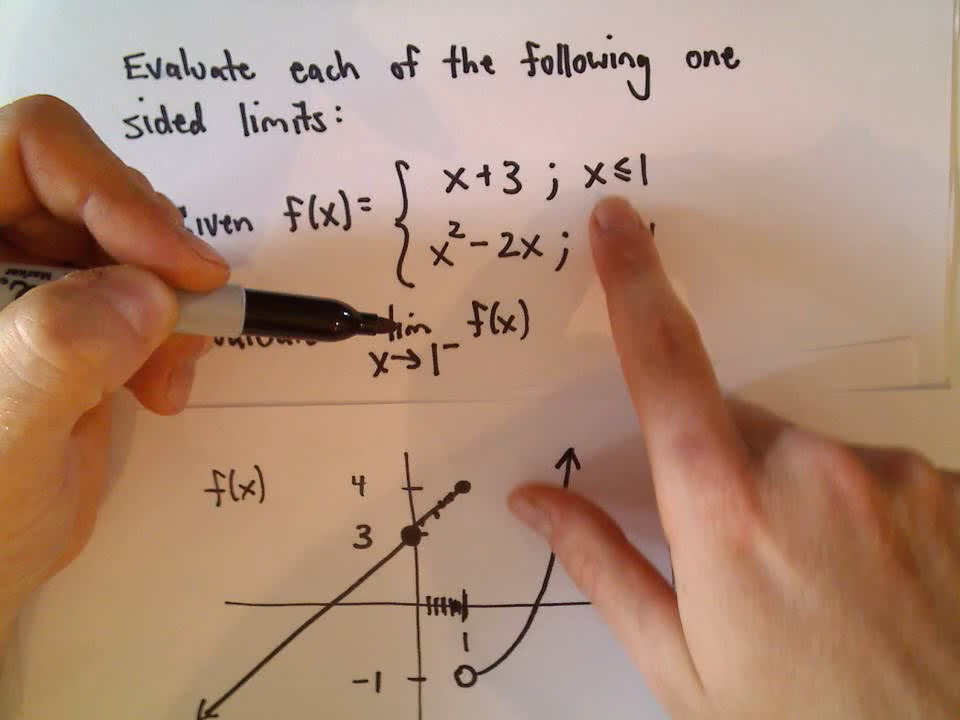 Evaluate each of the following one
sided limits:
f(x)= { x+3 ; x≤1
x²-2x ;
lim f(x)
x→1⁻
f(x)
4
3
1
-1